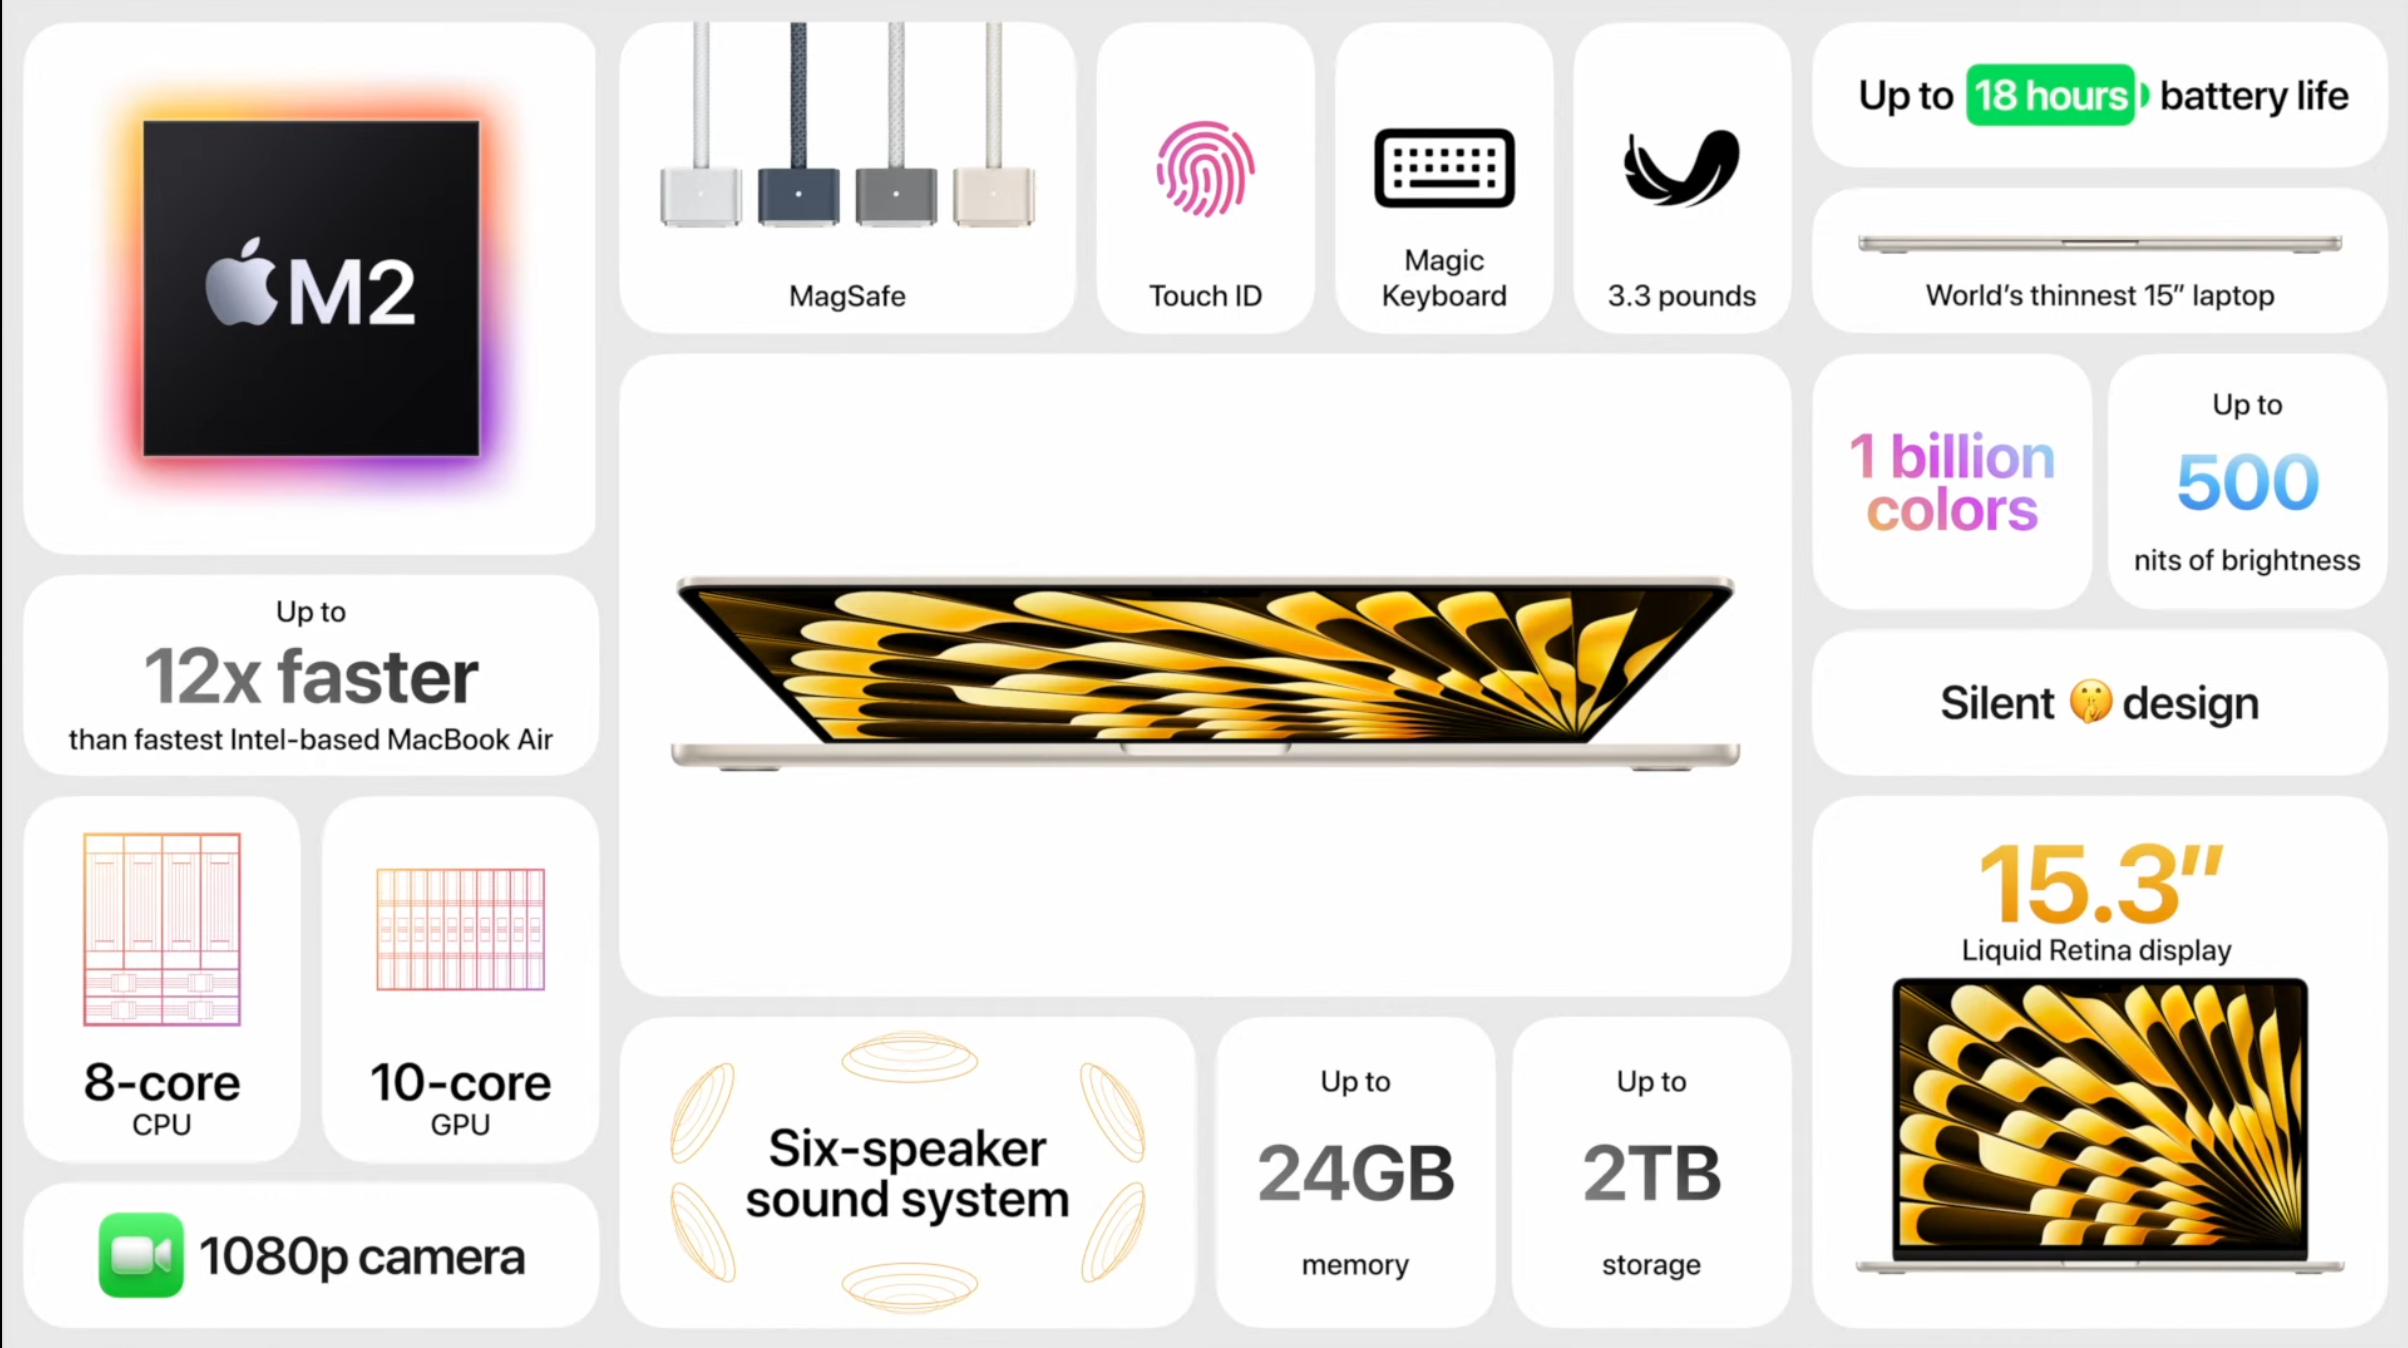 M2
MagSafe
Touch ID
Magic
Keyboard
3.3 pounds
Up to 18 hours battery life
World’s thinnest 15” laptop
Up to
12x faster
than fastest Intel-based MacBook Air
1 billion
colors
Up to
500
nits of brightness
Silent 🤫 design
8-core
CPU
10-core
GPU
15.3”
Liquid Retina display
1080p camera
Six-speaker
sound system
Up to
24GB
memory
Up to
2TB
storage